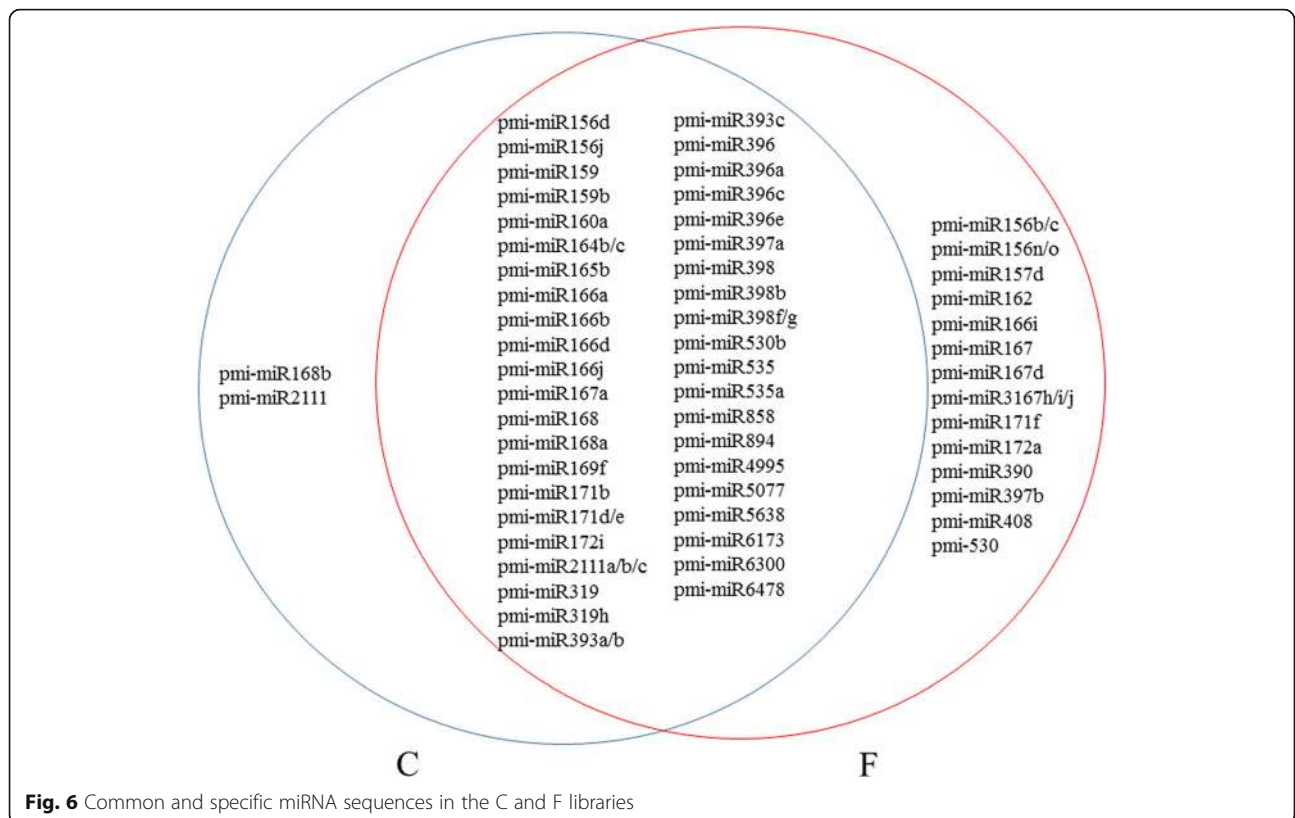 pmi-miR168b
pmi-miR2111
pmi-miR156d
pmi-miR156j
pmi-miR159
pmi-miR159b
pmi-miR160a
pmi-miR164b/c
pmi-miR165b
pmi-miR166a
pmi-miR166b
pmi-miR166d
pmi-miR166j
pmi-miR167a
pmi-miR168
pmi-miR168a
pmi-miR169f
pmi-miR171b
pmi-miR171d/e
pmi-miR172i
pmi-miR2111a/b/c
pmi-miR319
pmi-miR319h
pmi-miR393a/b
pmi-miR393c
pmi-miR396
pmi-miR396a
pmi-miR396c
pmi-miR396e
pmi-miR397a
pmi-miR398
pmi-miR398b
pmi-miR398f/g
pmi-miR530b
pmi-miR535
pmi-miR535a
pmi-miR858
pmi-miR894
pmi-miR4995
pmi-miR5077
pmi-miR5638
pmi-miR6173
pmi-miR6300
pmi-miR6478
pmi-miR156b/c
pmi-miR156n/o
pmi-miR157d
pmi-miR162
pmi-miR166i
pmi-miR167
pmi-miR167d
pmi-miR3167h/i/j
pmi-miR171f
pmi-miR172a
pmi-miR390
pmi-miR397b
pmi-miR408
pmi-530
C
F
Fig. 6 Common and specific miRNA sequences in the C and F libraries